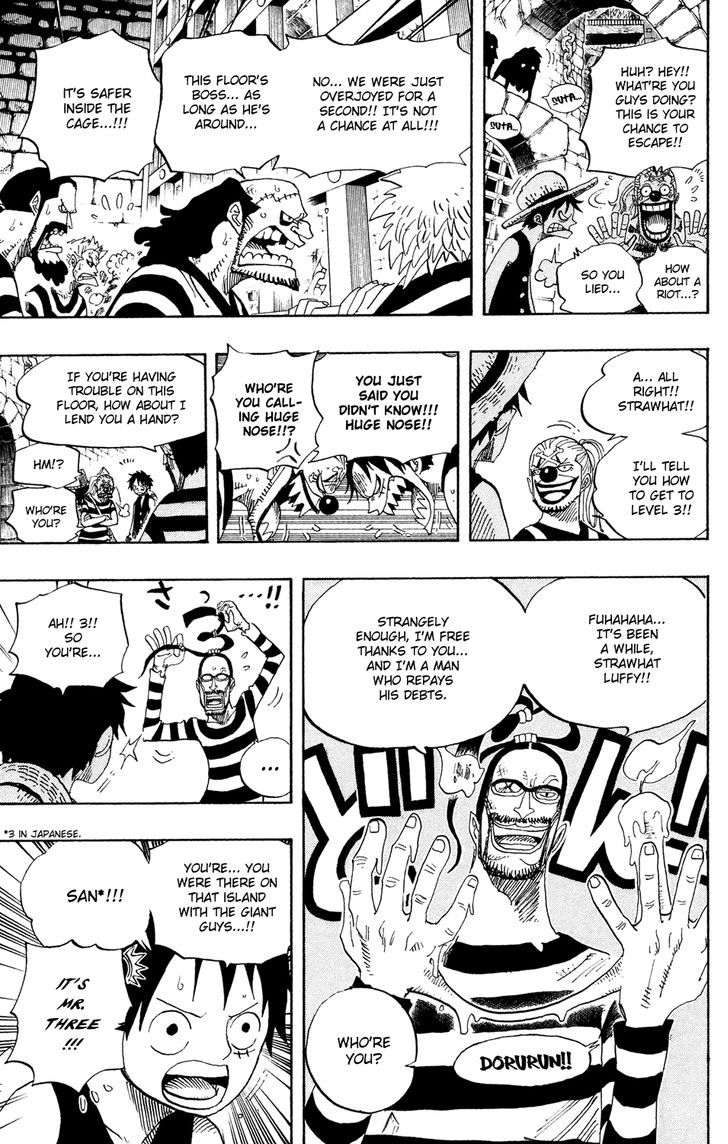 HUH? HEY!!
WHAT'RE YOU
GUYS DOING?
THIS IS YOUR
CHANCE TO
ESCAPE!!
SUTA...
SUTA...
HOW
ABOUT A
RIOT...?
SO YOU
LIED...
NO... WE WERE JUST
OVERJOYED FOR A
SECOND!! IT'S NOT
A CHANCE AT ALL!!!
THIS FLOOR'S
BOSS... AS
LONG AS HE'S
AROUND...
IT'S SAFER
INSIDE THE
CAGE...!!!
A... ALL
RIGHT!!
STRAWHAT!!
I'LL TELL
YOU HOW
TO GET TO
LEVEL 3!!
YOU JUST
SAID YOU
DIDN'T KNOW!!!
HUGE NOSE!!
WHO'RE
YOU CALL-
ING HUGE
NOSE!!?
IF YOU'RE HAVING
TROUBLE ON THIS
FLOOR, HOW ABOUT I
LEND YOU A HAND?
HM!?
WHO'RE
YOU?
FUHAHAHA...
IT'S BEEN
A WHILE,
STRAWHAT
LUFFY!!
STRANGELY
ENOUGH, I'M FREE
THANKS TO YOU...
AND I'M A MAN
WHO REPAYS
HIS DEBTS.
WHO'RE
YOU?
DORURUN!!
さっ
...!!
3
...
AH!! 3!!
SO
YOU'RE...
*3 IN JAPANESE.
YOU'RE... YOU
WERE THERE ON
THAT ISLAND
WITH THE GIANT
GUYS...!!
SAN*!!!
IT'S
MR.
THREE
!!!